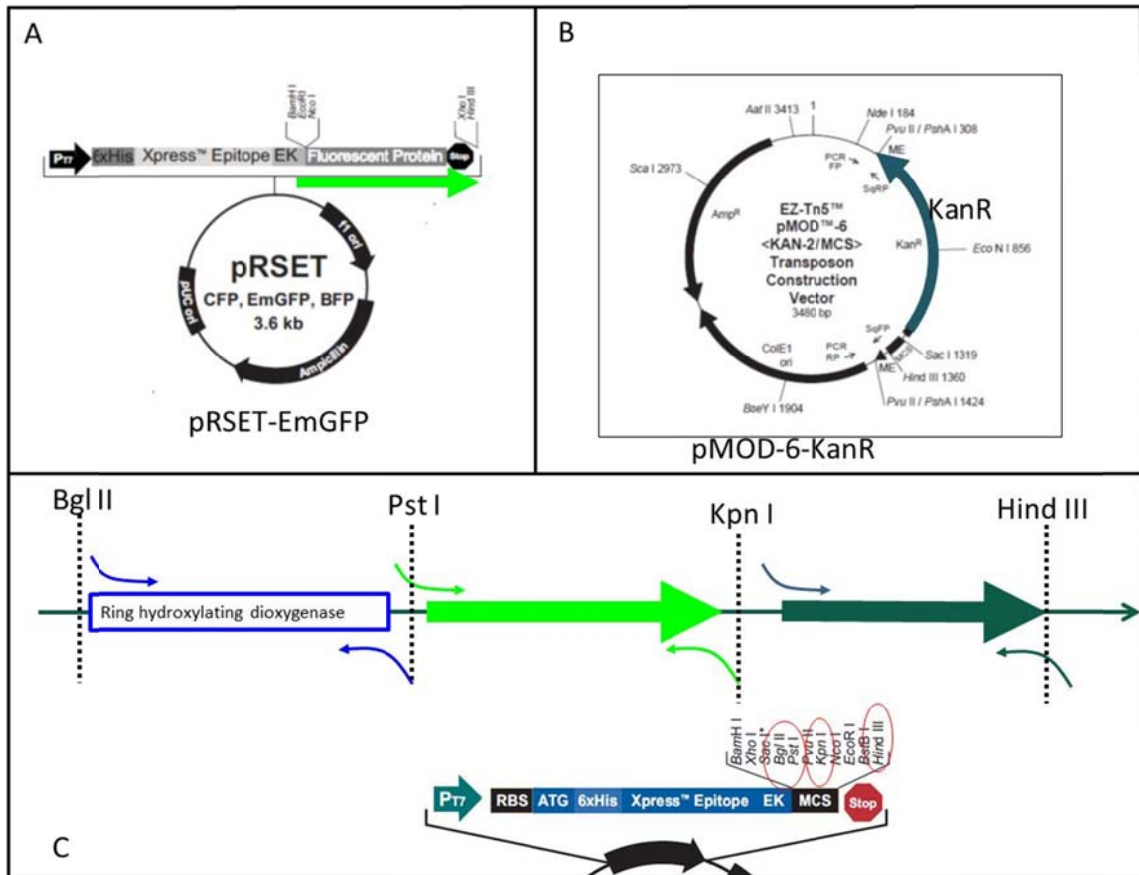 A
BamH I
EcoRI
Nco I
Xho I
Hind III
PT7 6xHis Xpress™ Epitope EK Fluorescent Protein Stop
f1 ori
pUC ori
Ampicillin
pRSET
CFP, EmGFP, BFP
3.6 kb
pRSET-EmGFP
B
Aat II 3413
1
Nde I 184
Pvu II / PshA I 308
ME
PCR
FP
SqRP
Sca I 2973
AmpR
KanR
KanR
Eco N I 656
EZ-Tn5™
pMOD™-6
<KAN-2/MCS>
Transposon
Construction
Vector
3480 bp
SqFP
PCR
RP
ColE1
ori
ME
MCS
Sac I 1319
Hind III 1360
Pvu II / PshA I 1424
BseY I 1904
pMOD-6-KanR
Bgl II
Pst I
Kpn I
Hind III
Ring hydroxylating dioxygenase
BamH I
Xho I
Sac I*
Bgl II
Pst I
Pvu II
Kpn I
Nco I
EcoR I
BstB I
Hind III
PT7 RBS ATG 6xHis Xpress™ Epitope EK MCS Stop
C